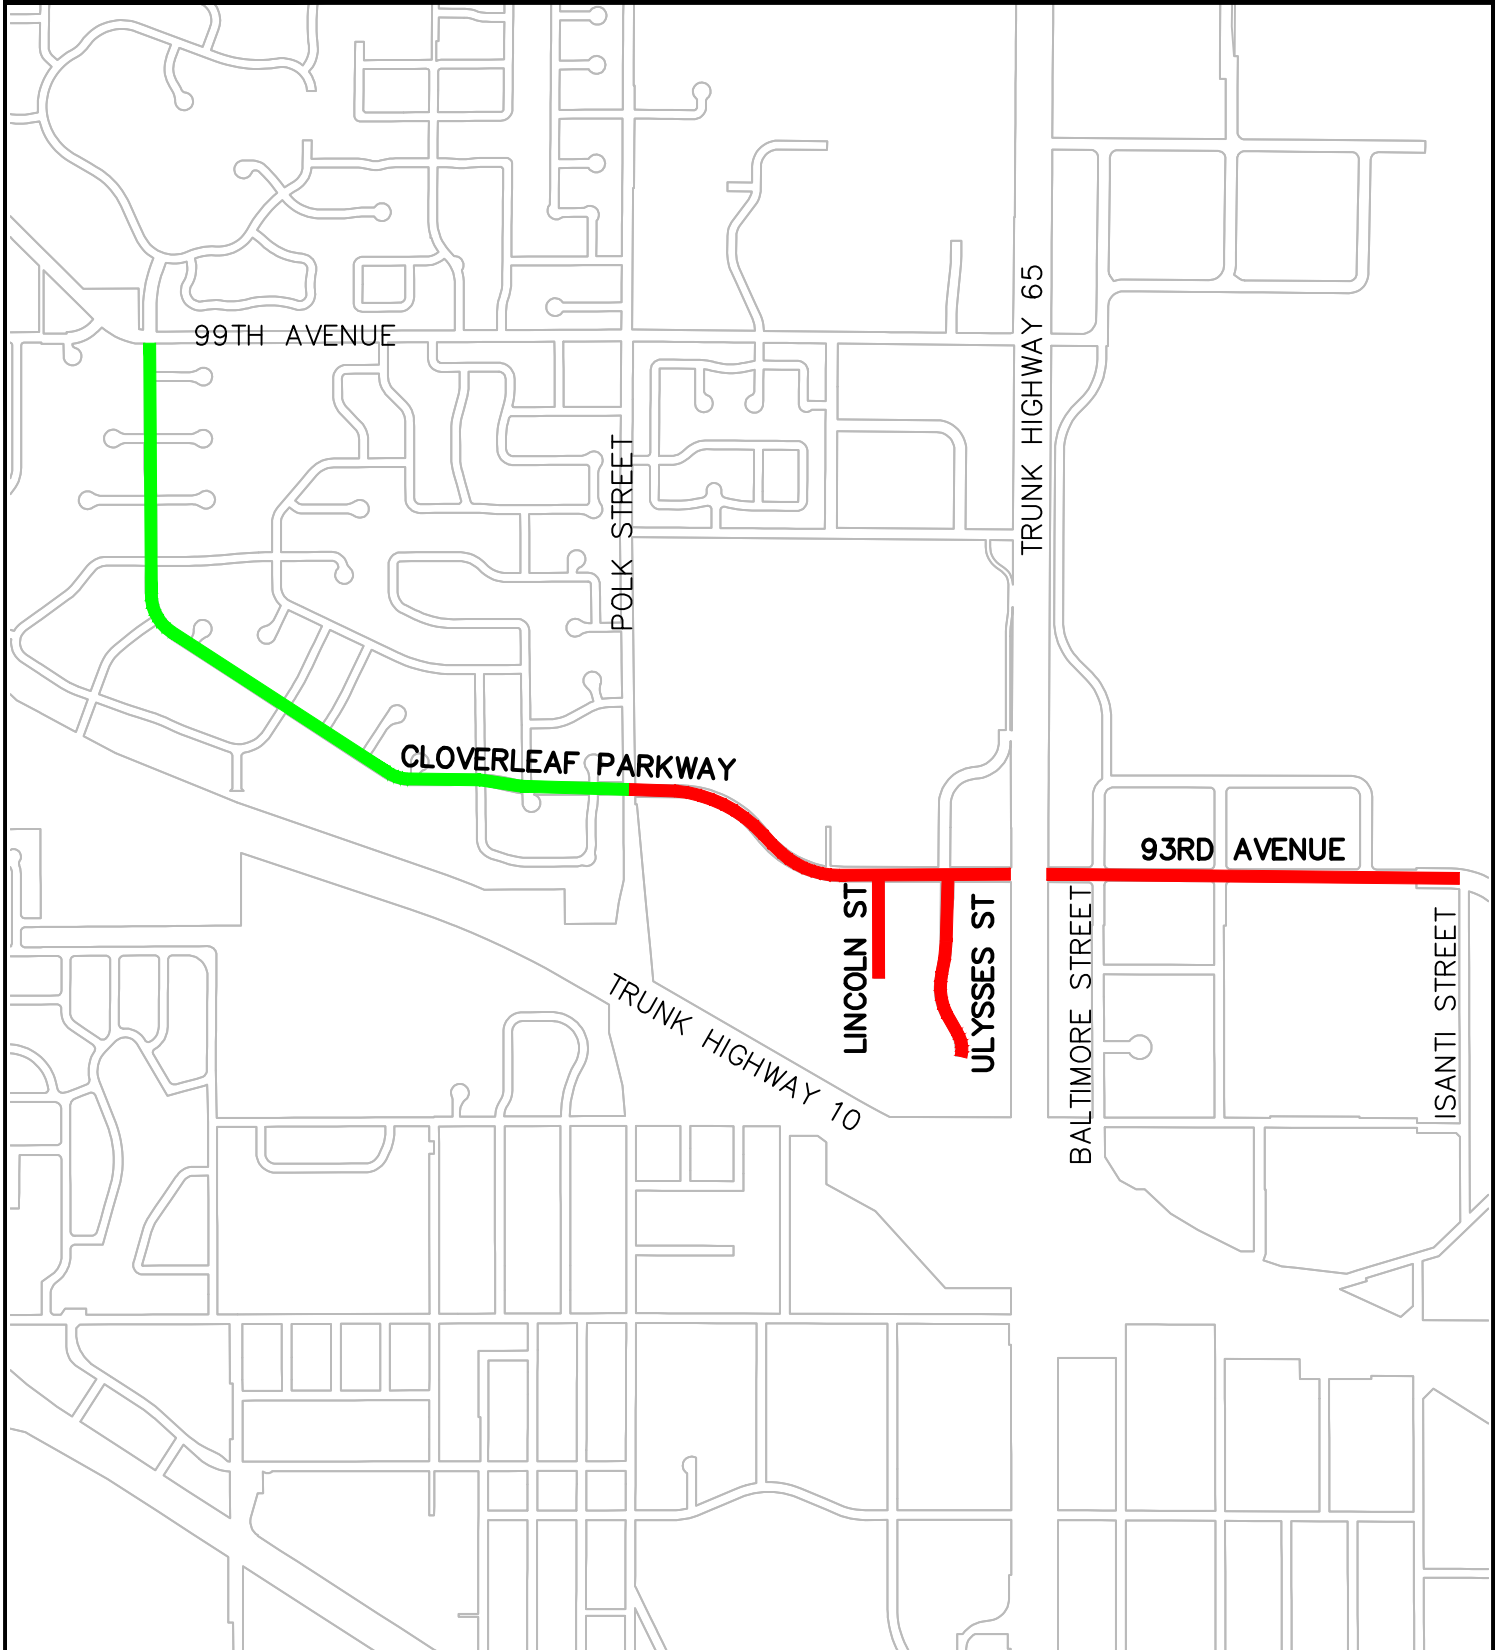 TRUNK HIGHWAY 65
99TH AVENUE
POLK STREET
CLOVERLEAF PARKWAY
93RD AVENUE
LINCOLN ST
ULYSSES ST
BALTIMORE STREET
ISANTI STREET
TRUNK HIGHWAY 10